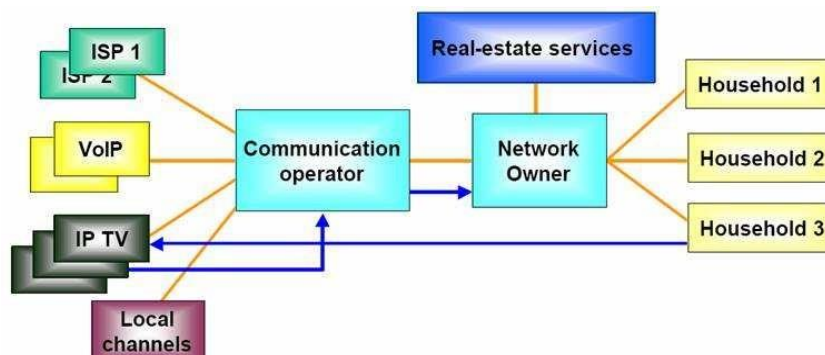 ISP 1
ISP 2
VoIP
IP TV
Local
channels
Communication
operator
Real-estate services
Network
Owner
Household 1
Household 2
Household 3